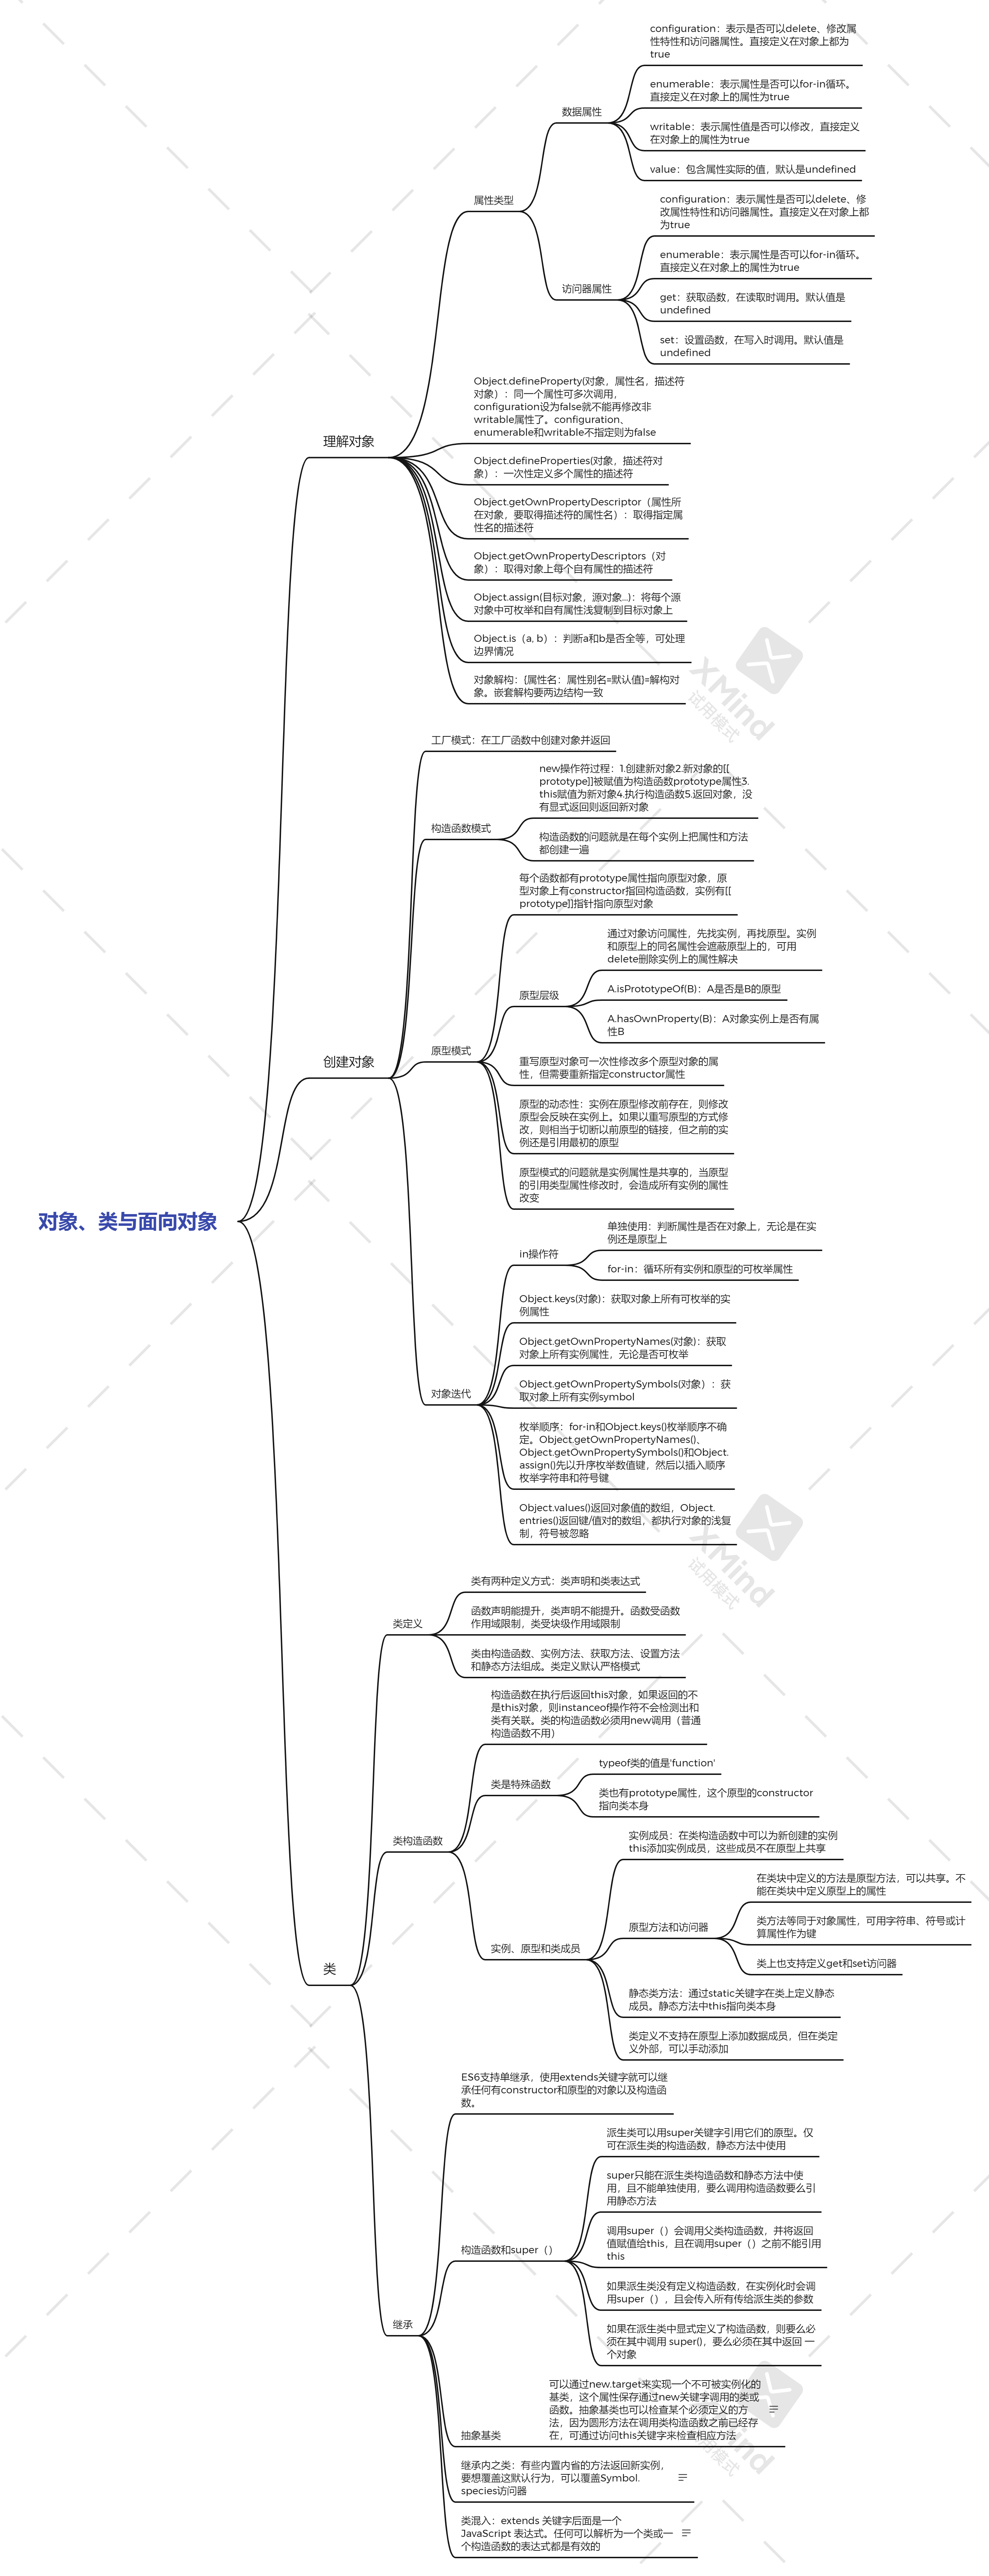 configuration：表示是否可以delete、修改属
性特性和访问器属性。直接定义在对象上都为
true
enumerable：表示属性是否可以for-in循环。
直接定义在对象上的属性为true
数据属性
writable：表示属性值是否可以修改，直接定义
在对象上的属性为true
value：包含属性实际的值，默认是undefined
属性类型
configuration：表示属性是否可以delete、修
改属性特性和访问器属性。直接定义在对象上都
为true
enumerable：表示属性是否可以for-in循环。
直接定义在对象上的属性为true
访问器属性
get：获取函数，在读取时调用。默认值是
undefined
set：设置函数，在写入时调用。默认值是
undefined
Object.defineProperty(对象，属性名，描述符
对象）：同一个属性可多次调用，
configuration设为false就不能再修改非
writable属性了。configuration、
enumerable和writable不指定则为false
理解对象
Object.defineProperties(对象，描述符对
象）：一次性定义多个属性的描述符
Object.getOwnPropertyDescriptor（属性所
在对象，要取得描述符的属性名）：取得指定属
性名的描述符
Object.getOwnPropertyDescriptors（对
象）：取得对象上每个自有属性的描述符
Object.assign(目标对象，源对象...)：将每个源
对象中可枚举和自有属性浅复制到目标对象上
Object.is（a, b）：判断a和b是否全等，可处理
边界情况
对象解构：{属性名：属性别名=默认值}=解构对
象。嵌套解构要两边结构一致
XMind
试用模式
工厂模式：在工厂函数中创建对象并返回
new操作符过程：1.创建新对象2.新对象的[[
prototype]]被赋值为构造函数prototype属性3.
this赋值为新对象4.执行构造函数5.返回对象，没
有显式返回则返回新对象
构造函数模式
构造函数的问题就是在每个实例上把属性和方法
都创建一遍
每个函数都有prototype属性指向原型对象，原
型对象上有constructor指回构造函数，实例有[[
prototype]]指针指向原型对象
通过对象访问属性，先找实例，再找原型。实例
和原型上的同名属性会遮蔽原型上的，可用
delete删除实例上的属性解决
原型层级
A.isPrototypeOf(B)：A是否是B的原型
A.hasOwnProperty(B)：A对象实例上是否有属
性B
原型模式
创建对象
重写原型对象可一次性修改多个原型对象的属
性，但需要重新指定constructor属性
原型的动态性：实例在原型修改前存在，则修改
原型会反映在实例上。如果以重写原型的方式修
改，则相当于切断以前原型的链接，但之前的实
例还是引用最初的原型
原型模式的问题就是实例属性是共享的，当原型
的引用类型属性修改时，会造成所有实例的属性
改变
对象、类与面向对象
单独使用：判断属性是否在对象上，无论是在实
例还是原型上
in操作符
for-in：循环所有实例和原型的可枚举属性
Object.keys(对象)：获取对象上所有可枚举的实
例属性
Object.getOwnPropertyNames(对象)：获取
对象上所有实例属性，无论是否可枚举
Object.getOwnPropertySymbols(对象）：获
取对象上所有实例symbol
对象迭代
枚举顺序：for-in和Object.keys()枚举顺序不确
定。Object.getOwnPropertyNames()、
Object.getOwnPropertySymbols()和Object.
assign()先以升序枚举数值键，然后以插入顺序
枚举字符串和符号键
Object.values()返回对象值的数组，Object.
entries()返回键/值对的数组，都执行对象的浅复
制，符号被忽略
XMind
试用模式
类有两种定义方式：类声明和类表达式
类定义
函数声明能提升，类声明不能提升。函数受函数
作用域限制，类受块级作用域限制
类由构造函数、实例方法、获取方法、设置方法
和静态方法组成。类定义默认严格模式
构造函数在执行后返回this对象，如果返回的不
是this对象，则instanceof操作符不会检测出和
类有关联。类的构造函数必须用new调用（普通
构造函数不用）
typeof类的值是'function'
类是特殊函数
类也有prototype属性，这个原型的constructor
指向类本身
类构造函数
实例成员：在类构造函数中可以为新创建的实例
this添加实例成员，这些成员不在原型上共享
在类块中定义的方法是原型方法，可以共享。不
能在类块中定义原型上的属性
原型方法和访问器
类方法等同于对象属性，可用字符串、符号或计
算属性作为键
实例、原型和类成员
类上也支持定义get和set访问器
类
静态类方法：通过static关键字在类上定义静态
成员。静态方法中this指向类本身
类定义不支持在原型上添加数据成员，但在类定
义外部，可以手动添加
ES6支持单继承，使用extends关键字就可以继
承任何有constructor和原型的对象以及构造函
数。
派生类可以用super关键字引用它们的原型。仅
可在派生类的构造函数，静态方法中使用
super只能在派生类构造函数和静态方法中使
用，且不能单独使用，要么调用构造函数要么引
用静态方法
构造函数和super（）
调用super（）会调用父类构造函数，并将返回
值赋值给this，且在调用super（）之前不能引用
this
如果派生类没有定义构造函数，在实例化时会调
用super（），且会传入所有传给派生类的参数
继承
如果在派生类中显式定义了构造函数，则要么必
须在其中调用 super()，要么必须在其中返回 一
个对象
可以通过new.target来实现一个不可被实例化的
基类，这个属性保存通过new关键字调用的类或
函数。抽象基类也可以检查某个必须定义的方
法，因为圆形方法在调用类构造函数之前已经存
在，可通过访问this关键字来检查相应方法
抽象基类
XMind
试用模式
继承内之类：有些内置内省的方法返回新实例，
要想覆盖这默认行为，可以覆盖Symbol.
species访问器
类混入：extends 关键字后面是一个
JavaScript 表达式。任何可以解析为一个类或一
个构造函数的表达式都是有效的